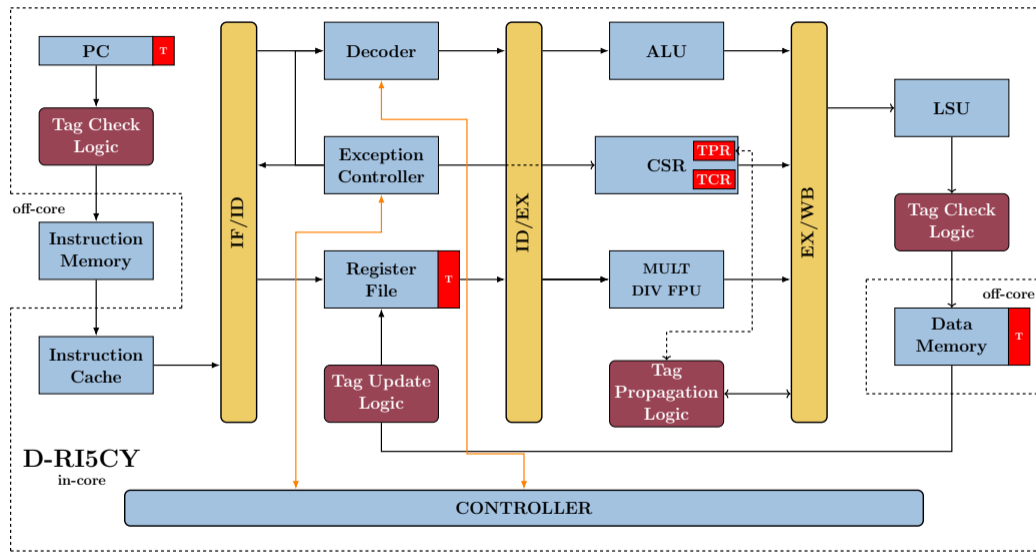 PC
T
Tag Check
Logic
off-core
Instruction
Memory
Instruction
Cache
D-RI5CY
in-core
IF/ID
Decoder
Exception
Controller
Register
File
T
Tag Update
Logic
ID/EX
ALU
CSR
TPR
TCR
MULT
DIV FPU
Tag
Propagation
Logic
EX/WB
LSU
Tag Check
Logic
off-core
Data
Memory
T
CONTROLLER